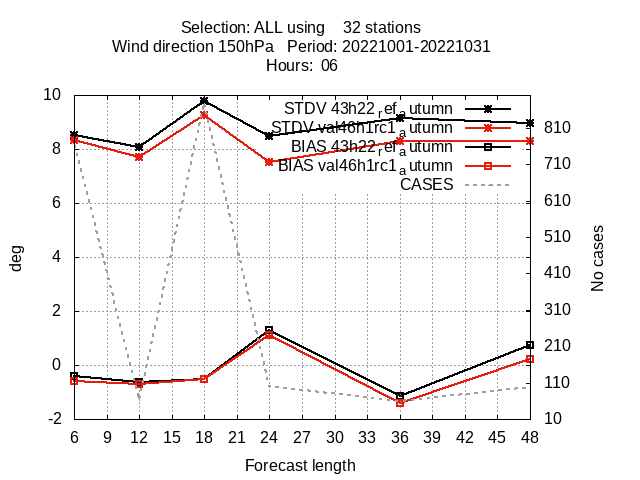 Selection: ALL using 32 stations
Wind direction 150hPa Period: 20221001-20221031
Hours: 06
STDV 43h22_ref_autumn
STDV val46h1rc1_autumn
BIAS 43h22_ref_autumn
BIAS val46h1rc1_autumn
CASES
10
8
6
4
2
0
-2
deg
810
710
610
510
410
310
210
110
10
No cases
6 9 12 15 18 21 24 27 30 33 36 39 42 45 48
Forecast length